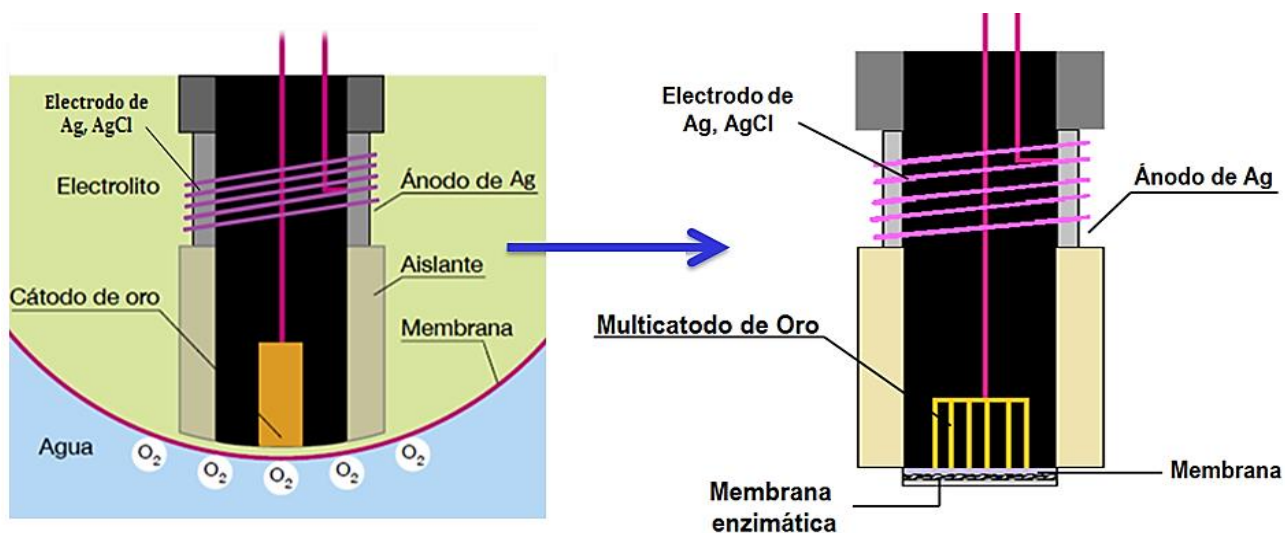 Electrodo de
Ag, AgCl
Electrolito
Ánodo de Ag
Aislante
Cátodo de oro
Membrana
Agua
O₂
O₂
O₂
O₂
O₂
Electrodo de
Ag, AgCl
Ánodo de Ag
Multicatodo de Oro
Membrana
Membrana
enzimática